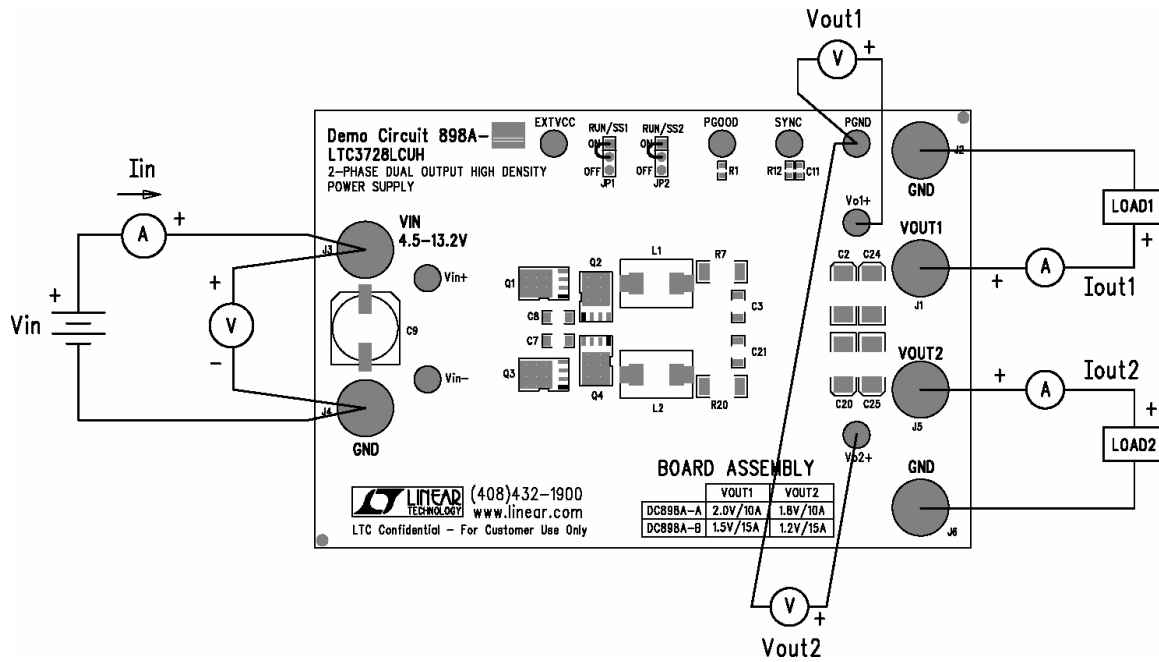 Vout1
V
+
Demo Circuit 898A-
LTC3728LCUH
2-PHASE DUAL OUTPUT HIGH DENSITY
POWER SUPPLY
EXTVCC
RUN/SS1
ON
OFF
JP1
RUN/SS2
ON
OFF
JP2
PGOOD
R1
SYNC
R12
C11
PGND
J2
GND
Iin
+
A
VIN
4.5-13.2V
J3
Vin+
+
Vin
+
V
-
C9
Vin-
J4
GND
Q1
Q2
L1
R7
C8
C3
C7
C21
Q3
Q4
L2
R20
Vo1+
VOUT1
C2
C24
J1
LOAD1
+
A
+
Iout1
VOUT2
C20
C25
J5
Vo2+
+
A
Iout2
+
LOAD2
GND
J6
BOARD ASSEMBLY
VOUT1 VOUT2
DC898A-A 2.0V/10A 1.8V/10A
DC898A-B 1.5V/15A 1.2V/15A
LINEAR
TECHNOLOGY
(408)432-1900
www.linear.com
LTC Confidential - For Customer Use Only
V
+
Vout2